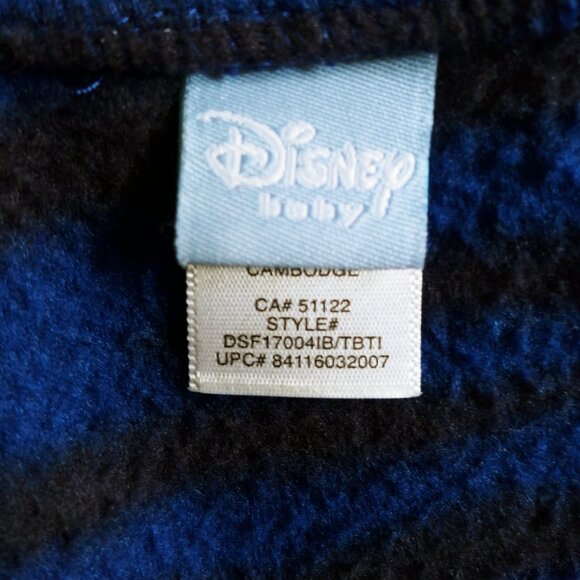 Disney
baby
CAMBODGE
CA# 51122
STYLE#
DSF17004IB/TBTI
UPC# 84116032007